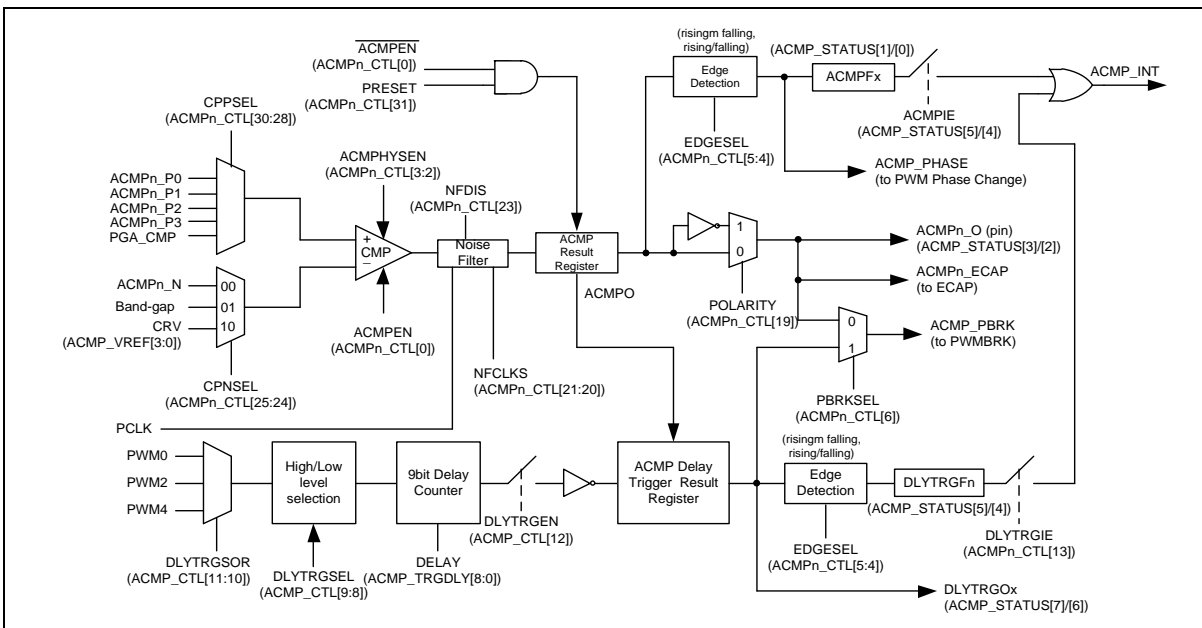 ACMPEN
(ACMPn_CTL[0])
PRESET
(ACMPn_CTL[31])
(risingm falling,
rising/falling)
Edge
Detection
EDGESEL
(ACMPn_CTL[5:4])
(ACMP_STATUS[1]/[0])
ACMPFx
ACMPIE
(ACMP_STATUS[5]/[4])
ACMP_INT
ACMP_PHASE
(to PWM Phase Change)
CPPSEL
(ACMPn_CTL[30:28])
ACMPn_P0
ACMPn_P1
ACMPn_P2
ACMPn_P3
PGA_CMP
ACMPHYSEN
(ACMPn_CTL[3:2])
+
CMP
−
NFDIS
(ACMPn_CTL[23])
Noise
Filter
ACMP
Result
Register
ACMPO
1
0
POLARITY
(ACMPn_CTL[19])
ACMPn_O (pin)
(ACMP_STATUS[3]/[2])
ACMPn_ECAP
(to ECAP)
0
1
ACMP_PBRK
(to PWMBRK)
PBRKSEL
(ACMPn_CTL[6])
ACMPn_N
00
Band-gap
01
CRV
10
(ACMP_VREF[3:0])
CPNSEL
(ACMPn_CTL[25:24])
ACMPEN
(ACMPn_CTL[0])
NFCLKS
(ACMPn_CTL[21:20])
PCLK
PWM0
PWM2
PWM4
DLYTRGSOR
(ACMP_CTL[11:10])
High/Low
level
selection
DLYTRGSEL
(ACMP_CTL[9:8])
9bit Delay
Counter
DELAY
(ACMP_TRGDLY[8:0])
DLYTRGEN
(ACMP_CTL[12])
ACMP Delay
Trigger Result
Register
(risingm falling,
rising/falling)
Edge
Detection
EDGESEL
(ACMPn_CTL[5:4])
DLYTRGFn
(ACMP_STATUS[5]/[4])
DLYTRGIE
(ACMPn_CTL[13])
DLYTRGOx
(ACMP_STATUS[7]/[6])